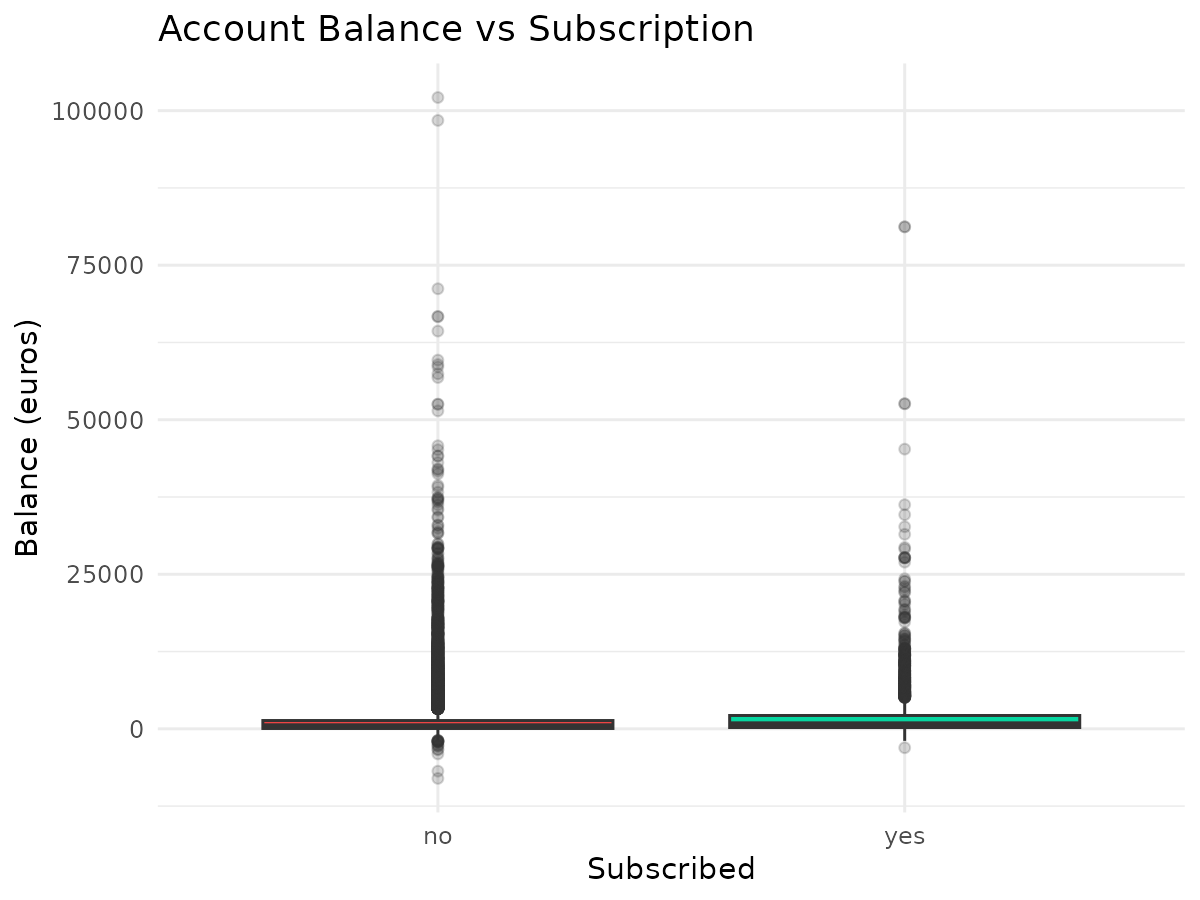 Account Balance vs Subscription
Balance (euros)
100000
75000
50000
25000
0
no
yes
Subscribed